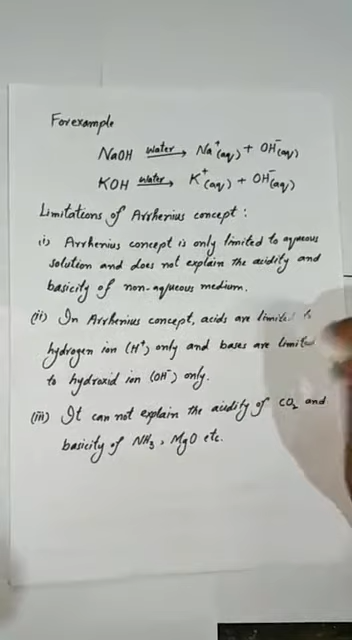 For example
NaOH water→ Na⁺(aq) + OH⁻(aq)
KOH water→ K⁺(aq) + OH⁻(aq)
Limitations of Arrhenius concept :
(i) Arrhenius concept is only limited to aqueous
solution and does not explain the acidity and
basicity of non-aqueous medium.
(ii) In Arrhenius concept, acids are limited to
hydrogen ion (H⁺) only and bases are limited
to hydroxid ion (OH⁻) only.
(iii) It can not explain the acidity of CO₂ and
basicity of NH₃, MgO etc.